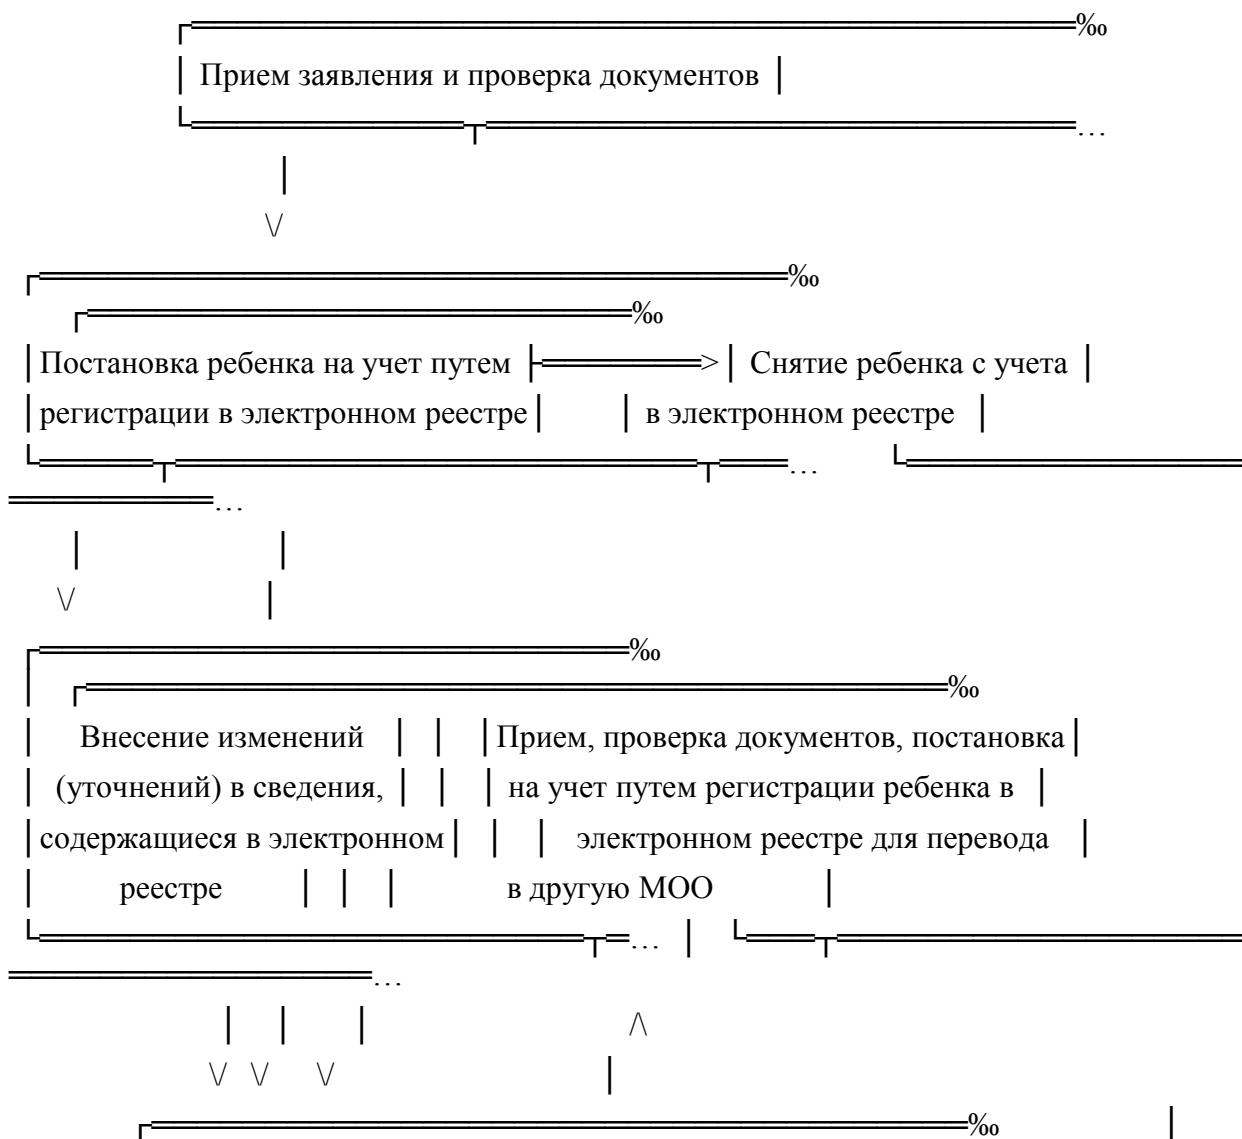 Прием заявления и проверка документов
Постановка ребенка на учет путем > Снятие ребенка с учета
регистрации в электронном реестре в электронном реестре
Внесение изменений Прием, проверка документов, постановка
(уточнений) в сведения, на учет путем регистрации ребенка в
содержащиеся в электронном электронном реестре для перевода
реестре в другую МОО